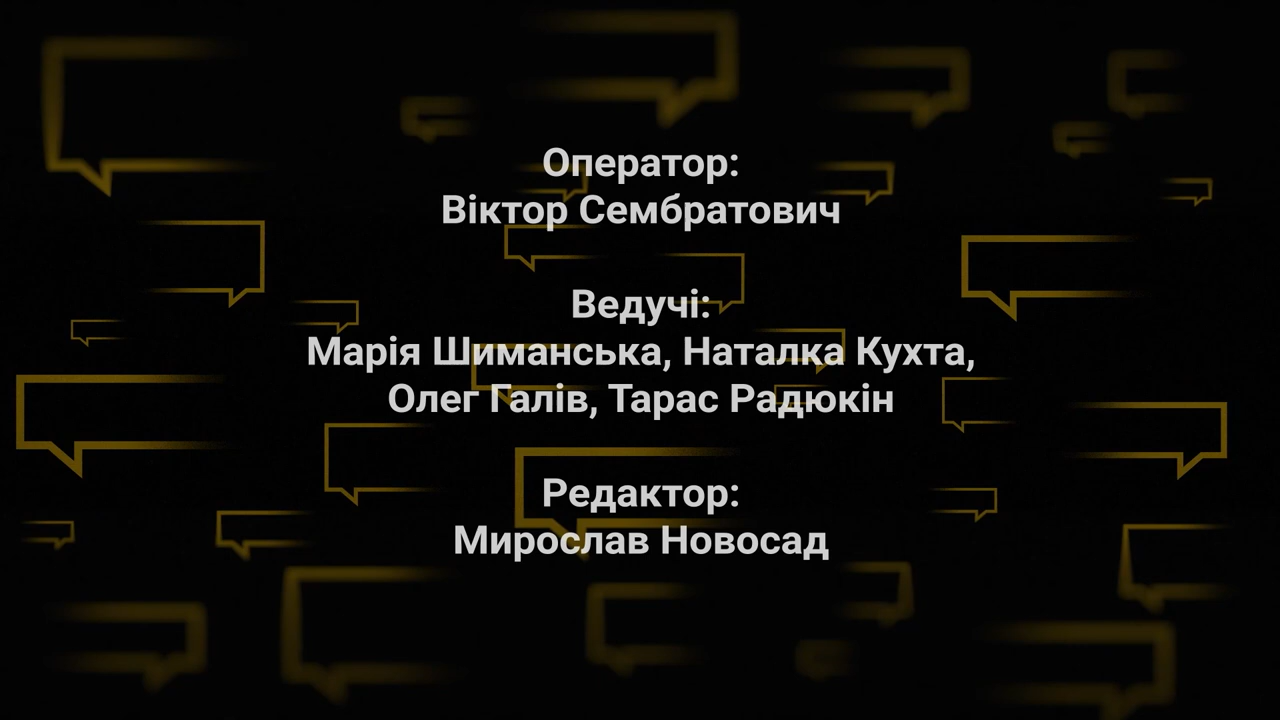 Оператор:
Віктор Сембратович
Ведучі:
Марія Шиманська, Наталка Кухта,
Олег Галів, Тарас Радюкін
Редактор:
Мирослав Новосад